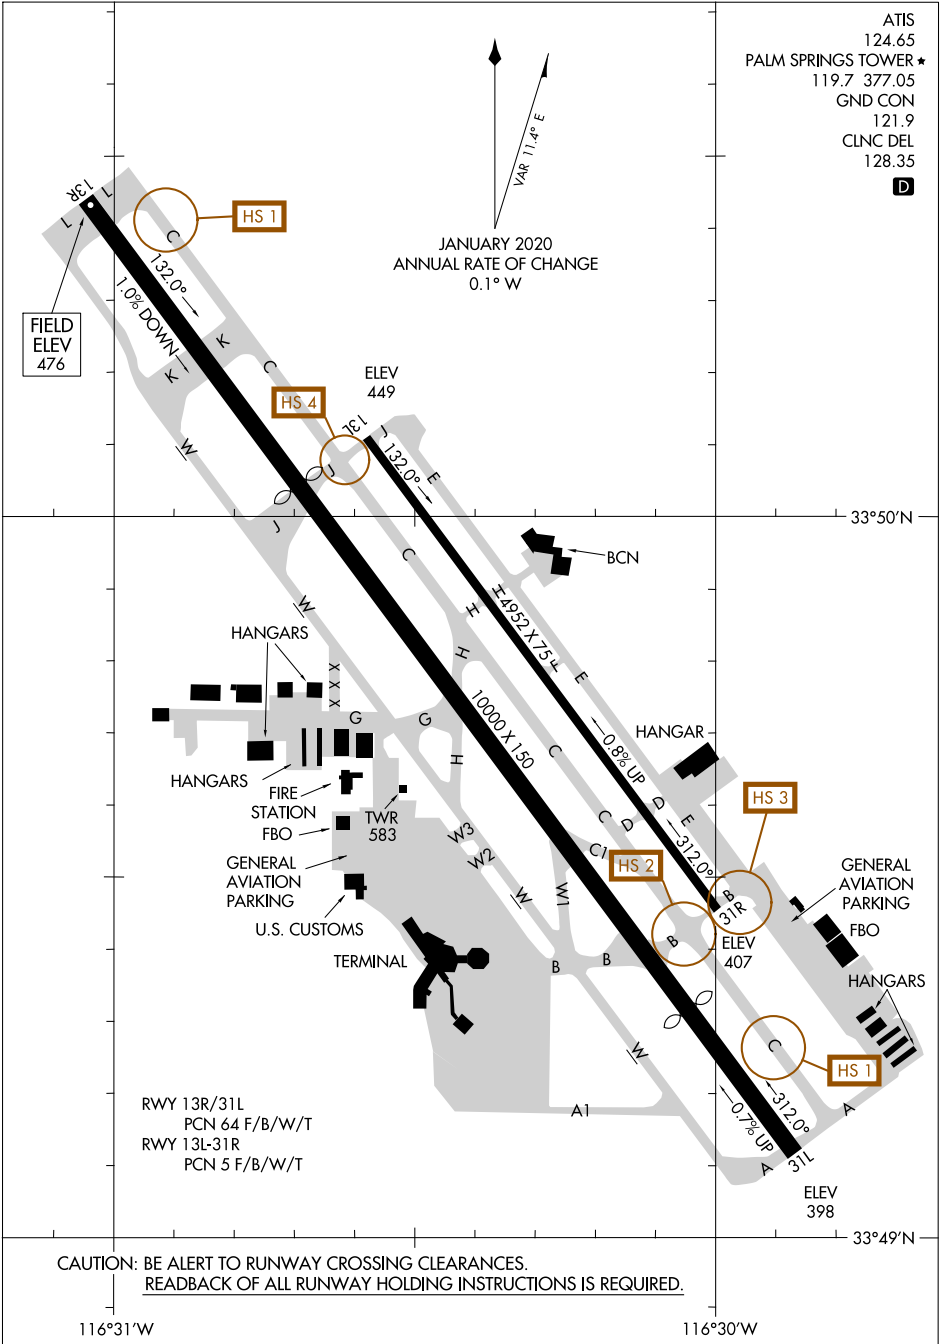 ATIS
124.65
PALM SPRINGS TOWER ★
119.7 377.05
GND CON
121.9
CLNC DEL
128.35
D
VAR 11.4° E
JANUARY 2020
ANNUAL RATE OF CHANGE
0.1° W
13R
L
L
HS 1
C
132.0°
1.0% DOWN
FIELD
ELEV
476
K
K
C
ELEV
449
HS 4
13L
J
132.0°
E
W
J
J
C
33°50'N
BCN
H
H
4952 X 75
F
E
W
H
HANGARS
X
X
X
G
G
H
10000 X 150
C
0.8% UP
HANGAR
HANGARS
FIRE
STATION
TWR
583
FBO
D
E
HS 3
C
D
312.0°
W3
W2
C1
HS 2
GENERAL
AVIATION
PARKING
U.S. CUSTOMS
W
W1
B
31R
GENERAL
AVIATION
PARKING
FBO
TERMINAL
B
B
B
ELEV
407
HANGARS
W
C
HS 1
A1
0.7% UP
312.0°
A
A
31L
RWY 13R/31L
PCN 64 F/B/W/T
RWY 13L-31R
PCN 5 F/B/W/T
ELEV
398
33°49'N
CAUTION: BE ALERT TO RUNWAY CROSSING CLEARANCES.
READBACK OF ALL RUNWAY HOLDING INSTRUCTIONS IS REQUIRED.
116°31'W
116°30'W